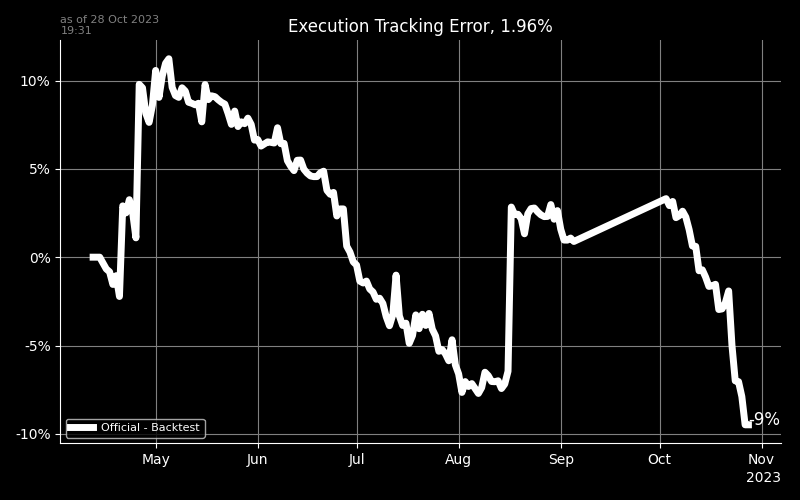 as of 28 Oct 2023
19:31
Execution Tracking Error, 1.96%
10%
5%
0%
-5%
-10%
Official - Backtest
-9%
May Jun Jul Aug Sep Oct Nov
2023